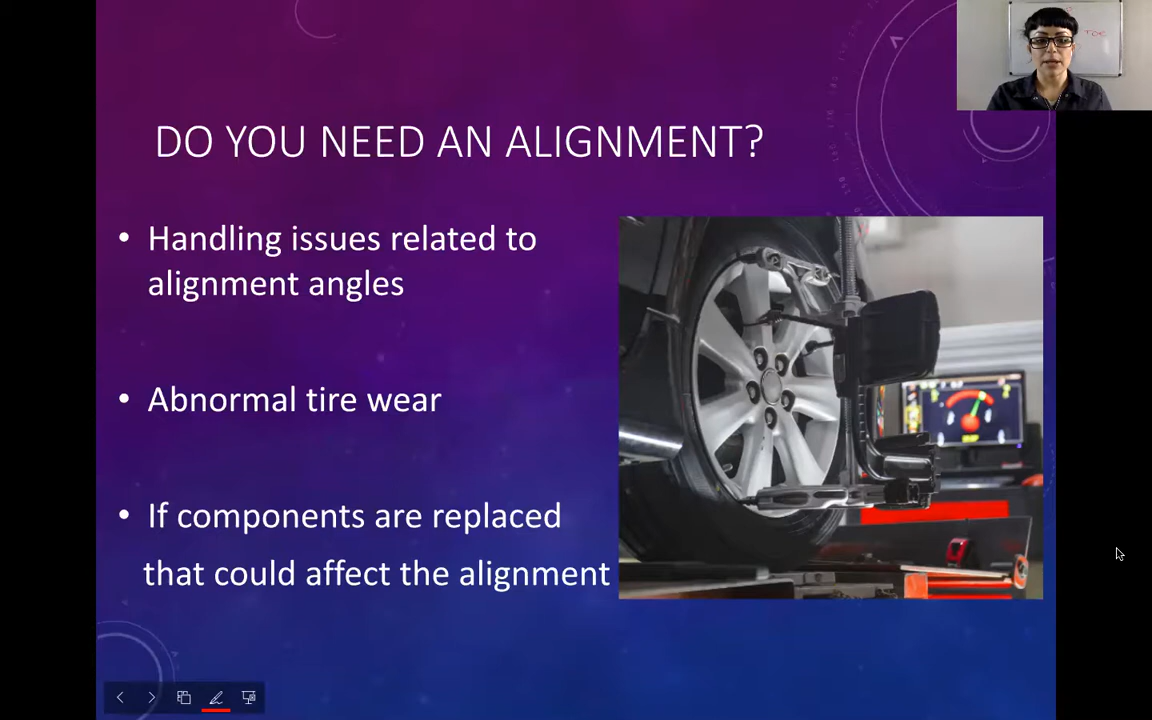 DO YOU NEED AN ALIGNMENT?
• Handling issues related to
alignment angles
• Abnormal tire wear
• If components are replaced
that could affect the alignment